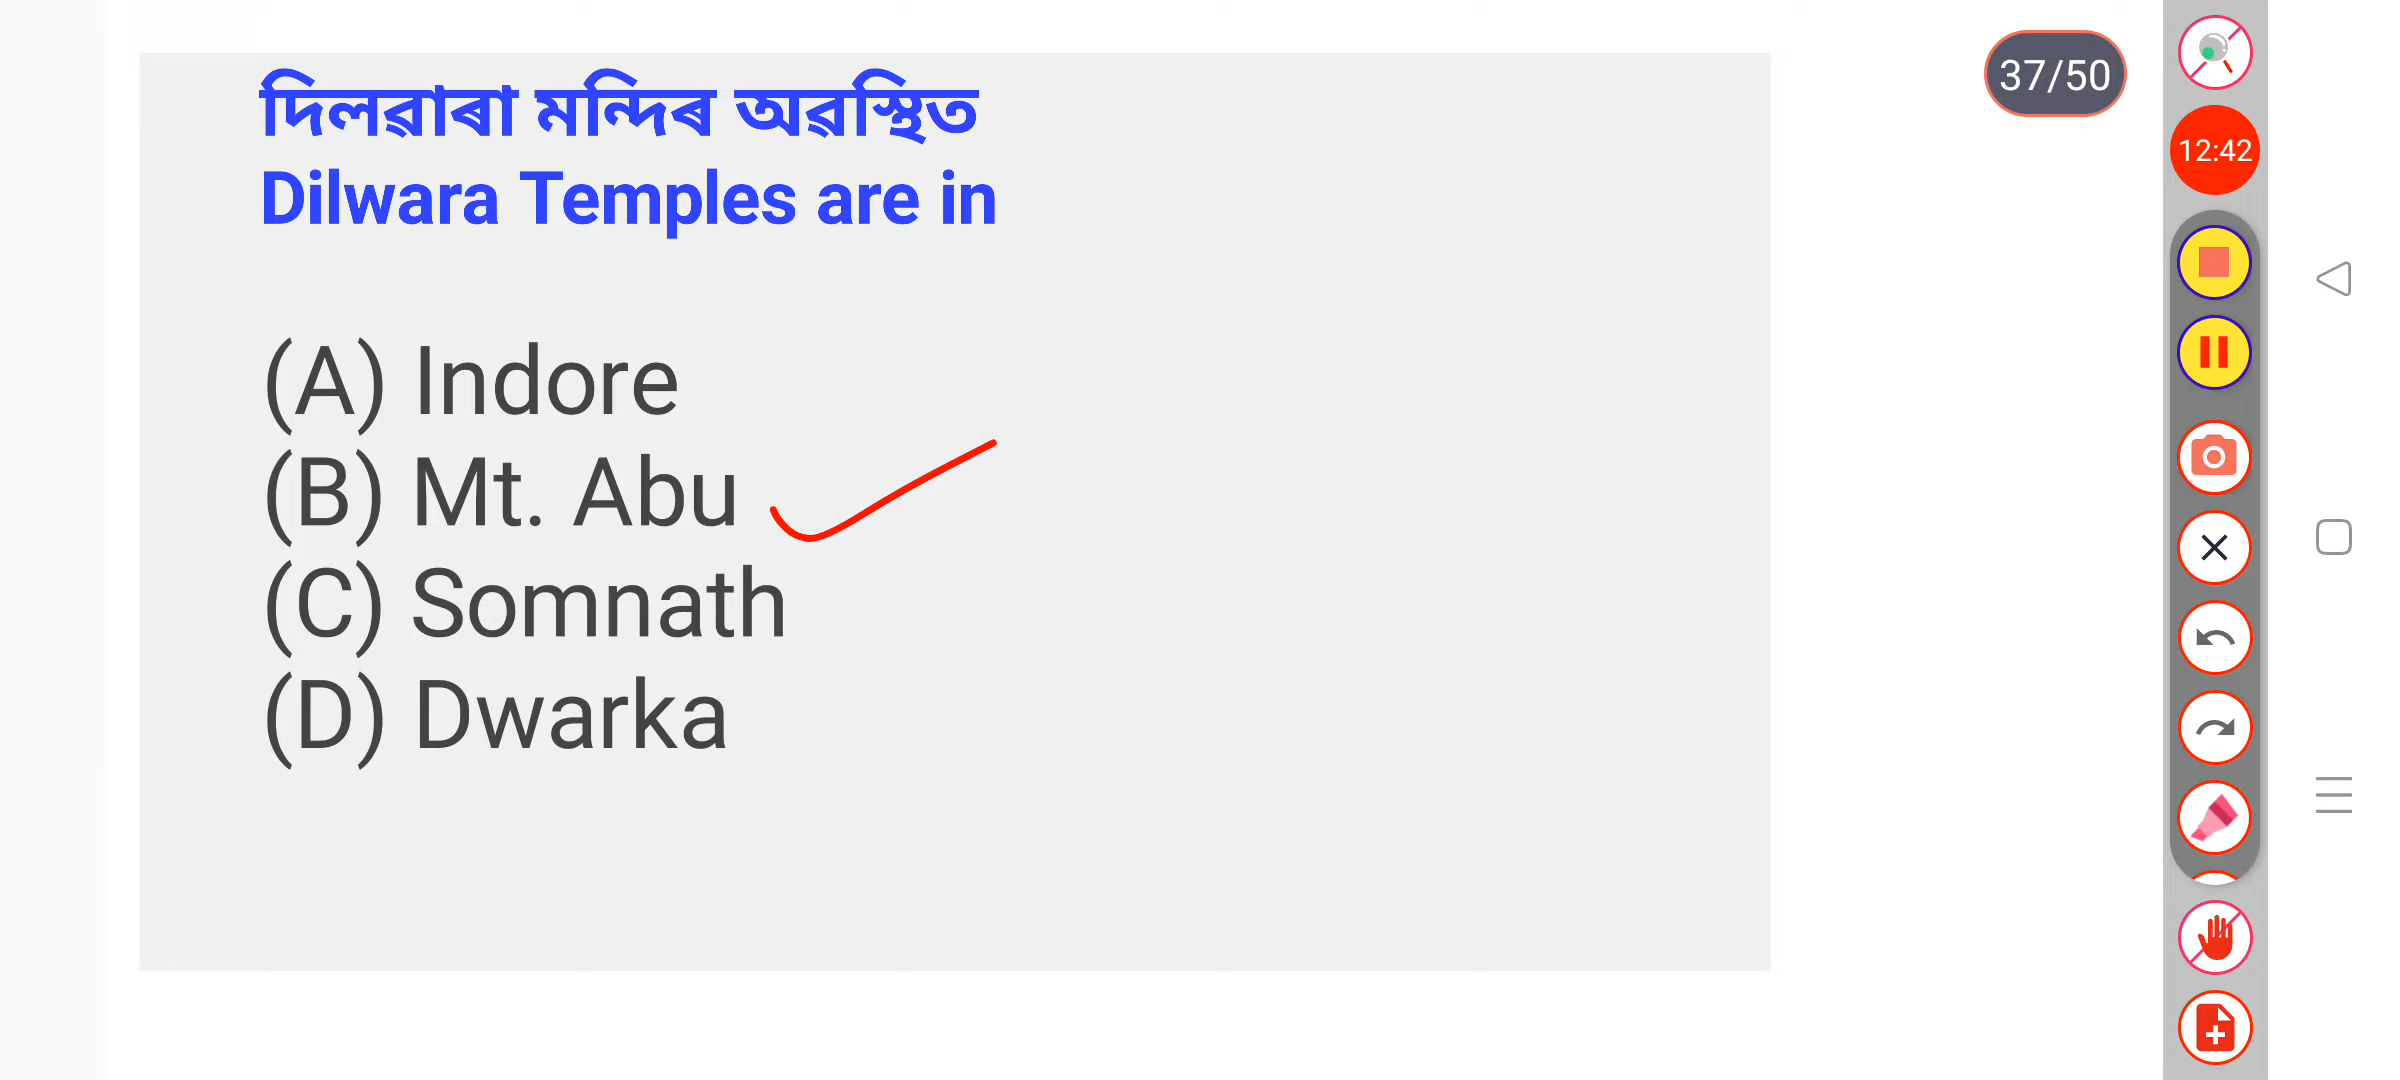 দিলৱাৰা মন্দিৰ অৱস্থিত
Dilwara Temples are in
(A) Indore
(B) Mt. Abu
(C) Somnath
(D) Dwarka
37/50
12:42